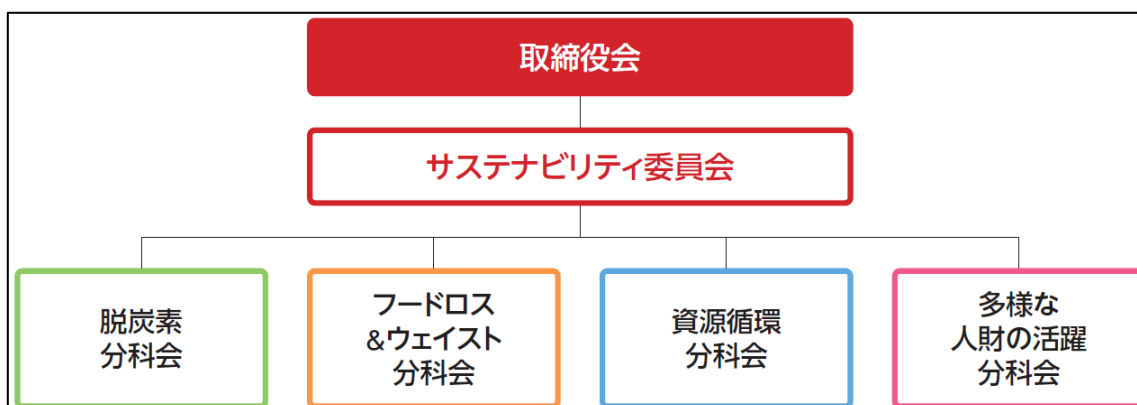 取締役会
サステナビリティ委員会
脱炭素
分科会
フードロス
&ウェイスト
分科会
資源循環
分科会
多様な
人財の活躍
分科会